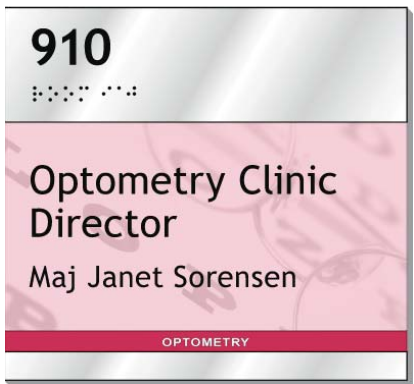 910
Optometry Clinic
Director
Maj Janet Sorensen
OPTOMETRY